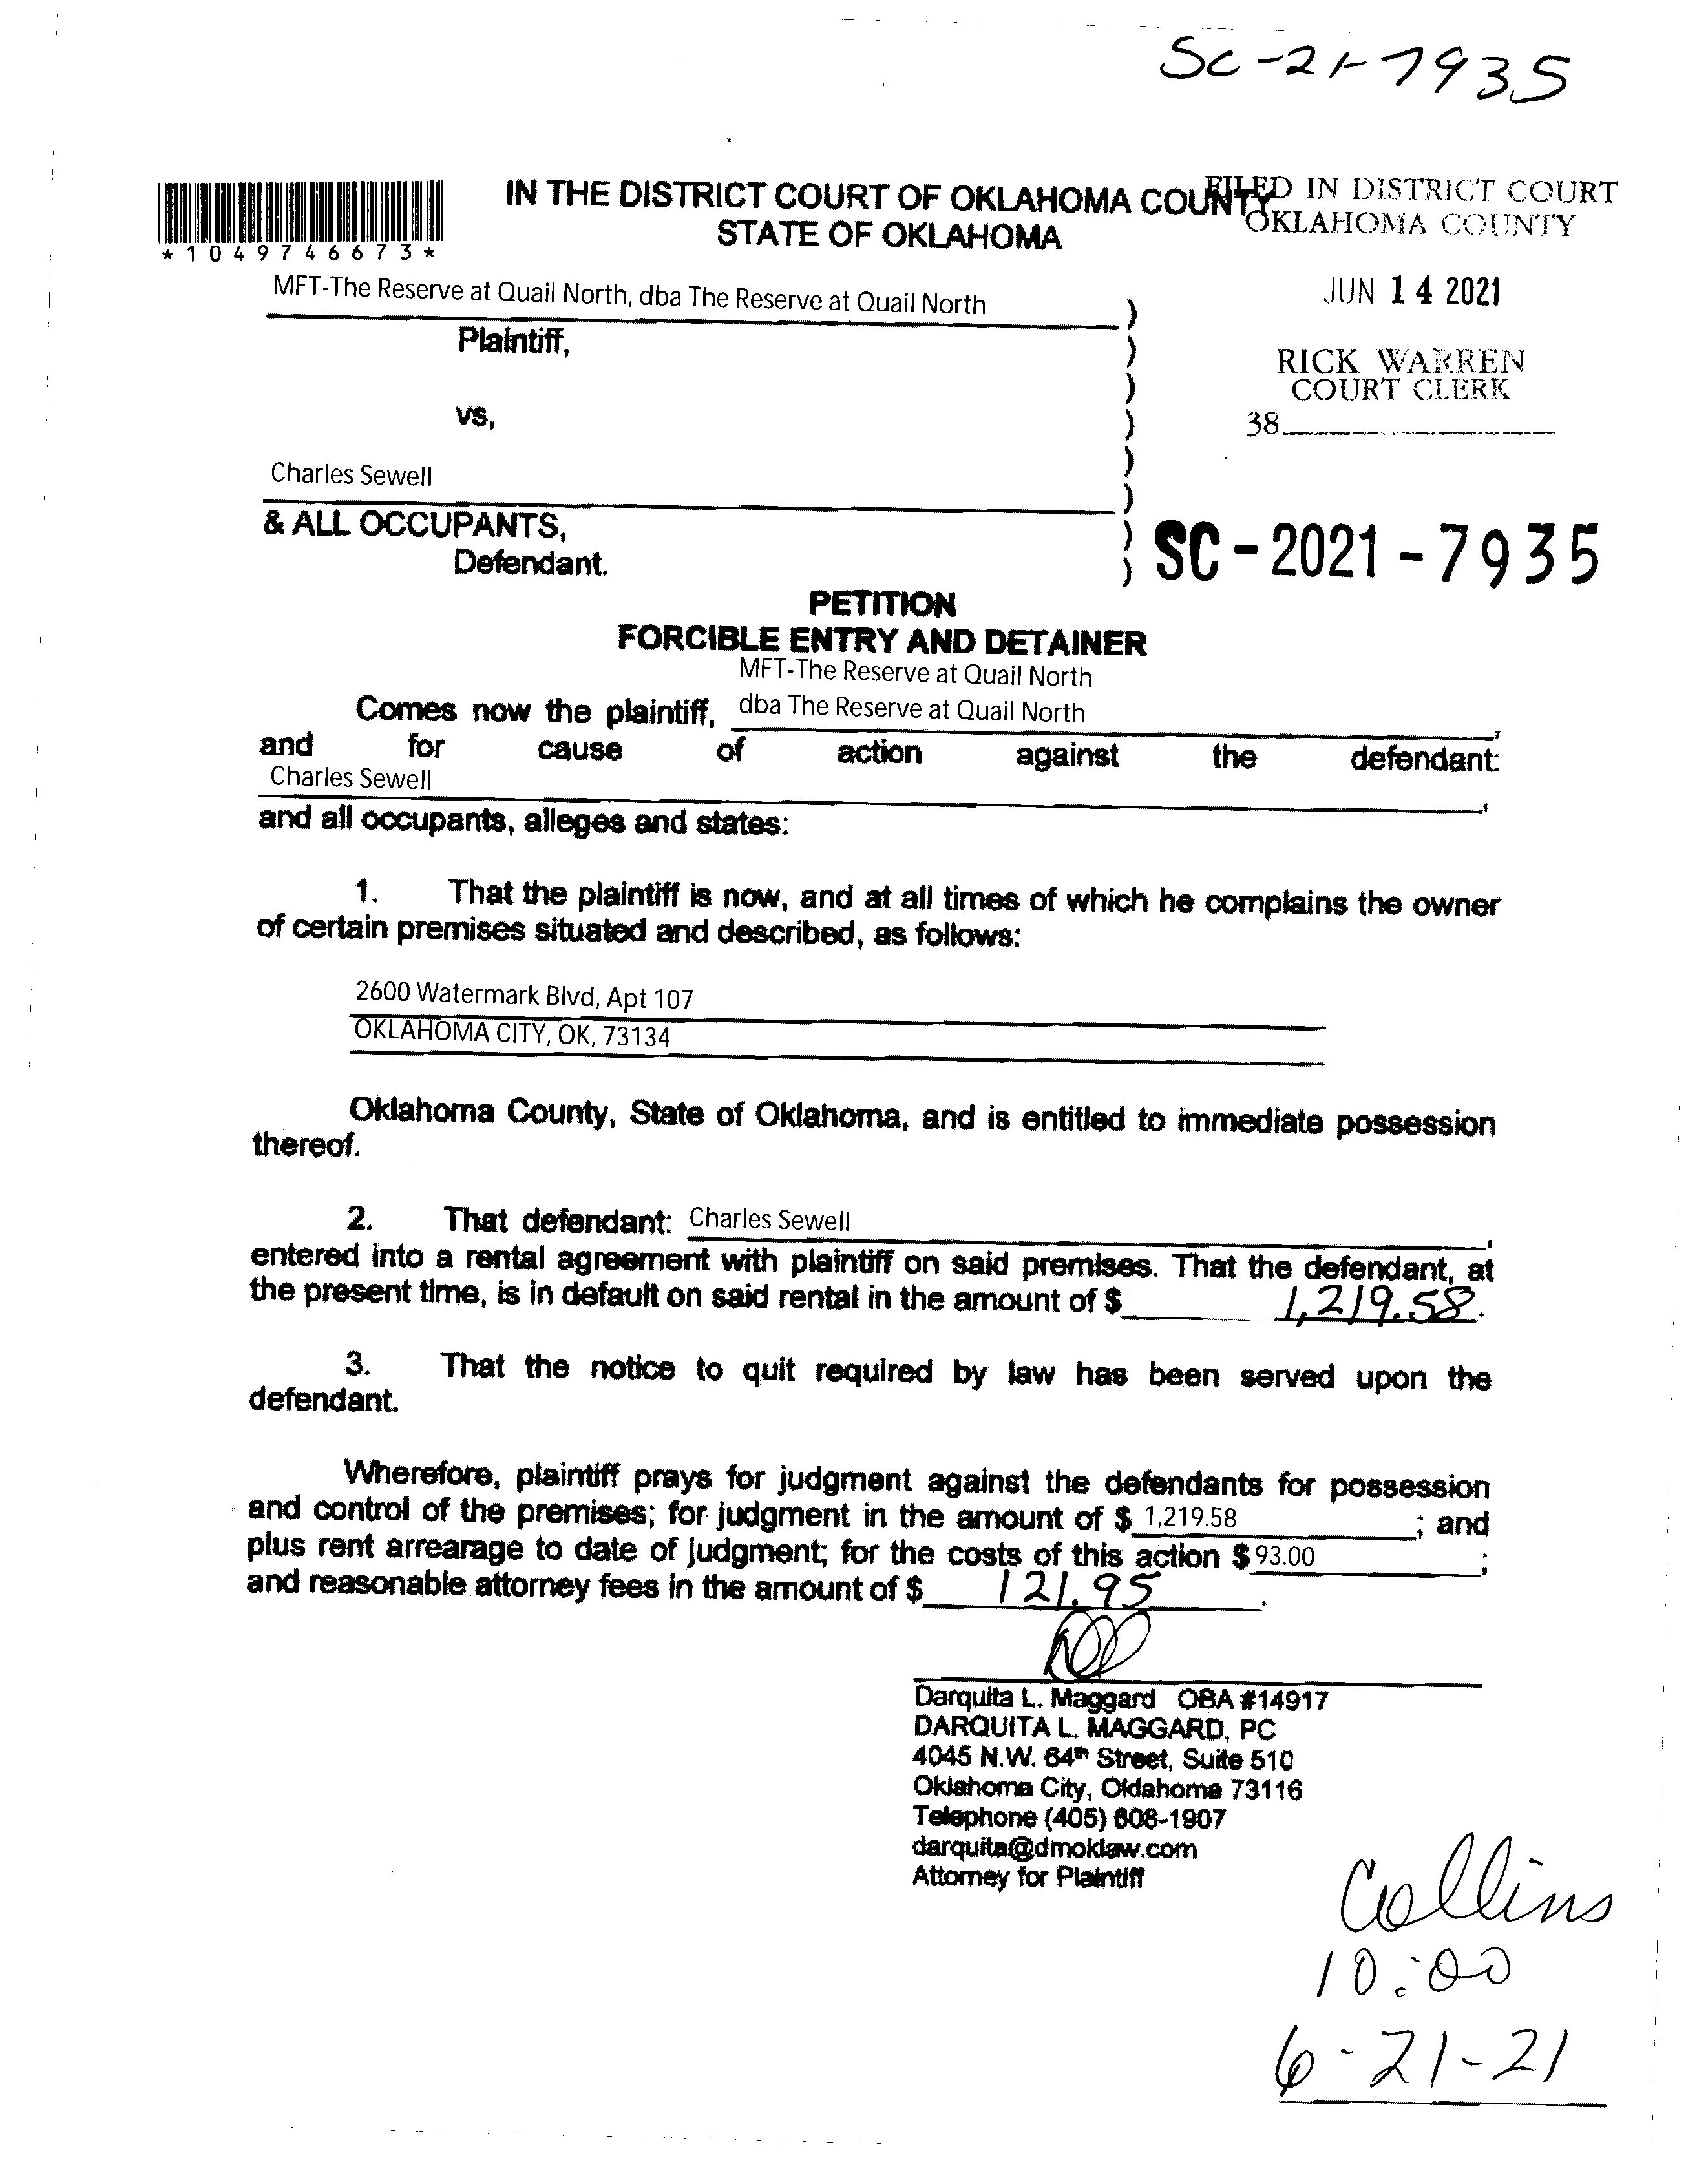 SC-21-7935
IN THE DISTRICT COURT OF OKLAHOMA COUNTY
STATE OF OKLAHOMA
FILED IN DISTRICT COURT
OKLAHOMA COUNTY
*1049746673*
MFT-The Reserve at Quail North, dba The Reserve at Quail North )
JUN 14 2021
Plaintiff, )
)
RICK WARREN
COURT CLERK
vs, )
38
)
Charles Sewell
)
& ALL OCCUPANTS, )
Defendant. )
SC-2021-7935
PETITION
FORCIBLE ENTRY AND DETAINER
MFT-The Reserve at Quail North
Comes now the plaintiff, dba The Reserve at Quail North,
and for cause of action against the defendant:
Charles Sewell,
and all occupants, alleges and states:
1. That the plaintiff is now, and at all times of which he complains the owner
of certain premises situated and described, as follows:
2600 Watermark Blvd, Apt 107
OKLAHOMA CITY, OK, 73134
Oklahoma County, State of Oklahoma, and is entitled to immediate possession
thereof.
2. That defendant: Charles Sewell,
entered into a rental agreement with plaintiff on said premises. That the defendant, at
the present time, is in default on said rental in the amount of $ 1,219.58.
3. That the notice to quit required by law has been served upon the
defendant.
Wherefore, plaintiff prays for judgment against the defendants for possession
and control of the premises; for judgment in the amount of $ 1,219.58 ; and
plus rent arrearage to date of judgment; for the costs of this action $ 93.00 ;
and reasonable attorney fees in the amount of $ 121.95.
Darquita L. Maggard OBA #14917
DARQUITA L. MAGGARD, PC
4045 N.W. 64th Street, Suite 510
Oklahoma City, Oklahoma 73116
Telephone (405) 608-1907
darquita@dmoklaw.com
Attorney for Plaintiff
Collins
10:00
6-21-21